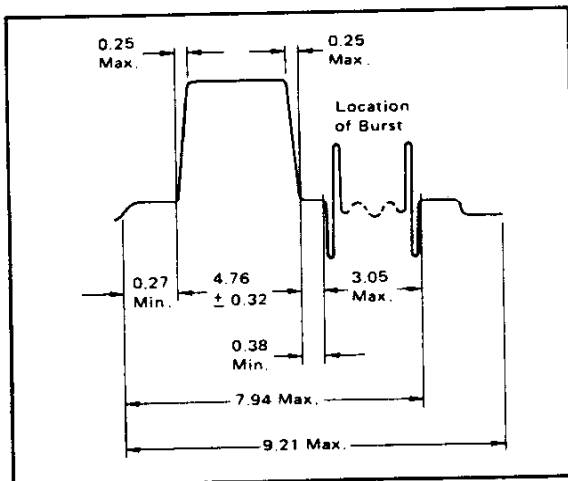 0.25
Max.
0.25
Max.
Location
of Burst
0.27
Min.
4.76
± 0.32
3.05
Max.
0.38
Min.
7.94 Max.
9.21 Max.